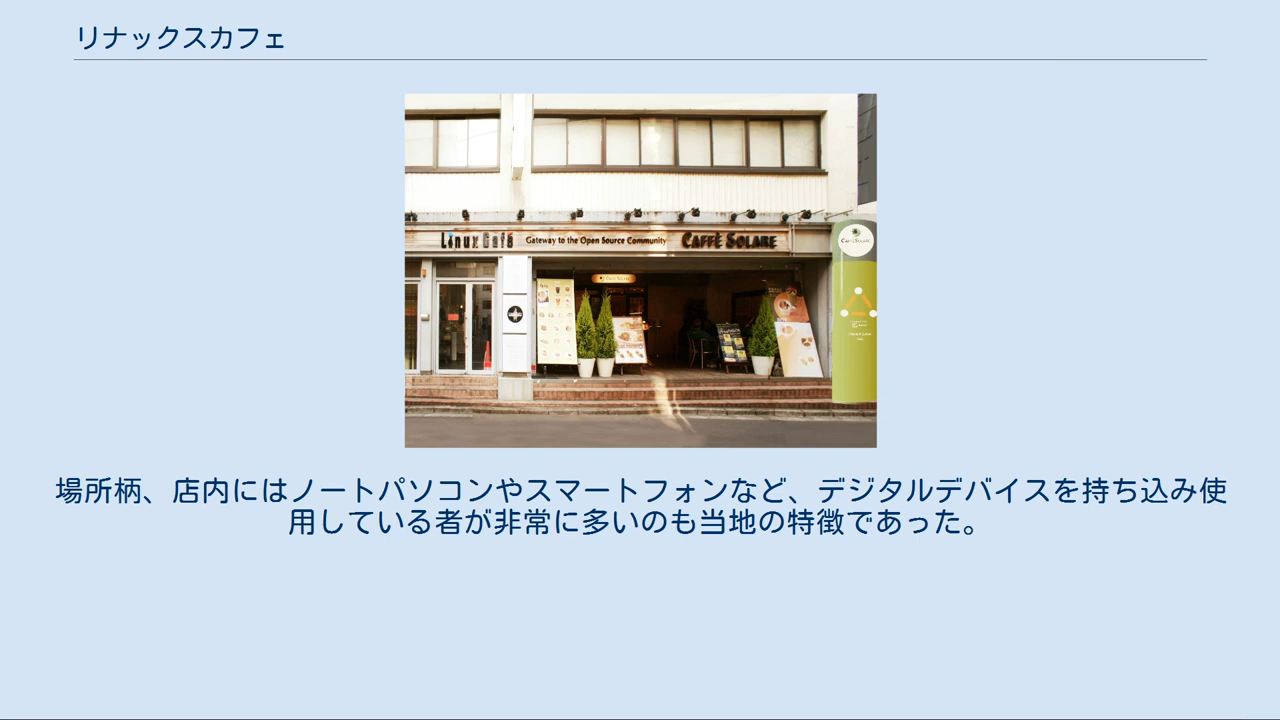 リナックスカフェ
Linux Café Gateway to the Open Source Community CAFFÈ SOLARE
場所柄、店内にはノートパソコンやスマートフォンなど、デジタルデバイスを持ち込み使
用している者が非常に多いのも当地の特徴であった。